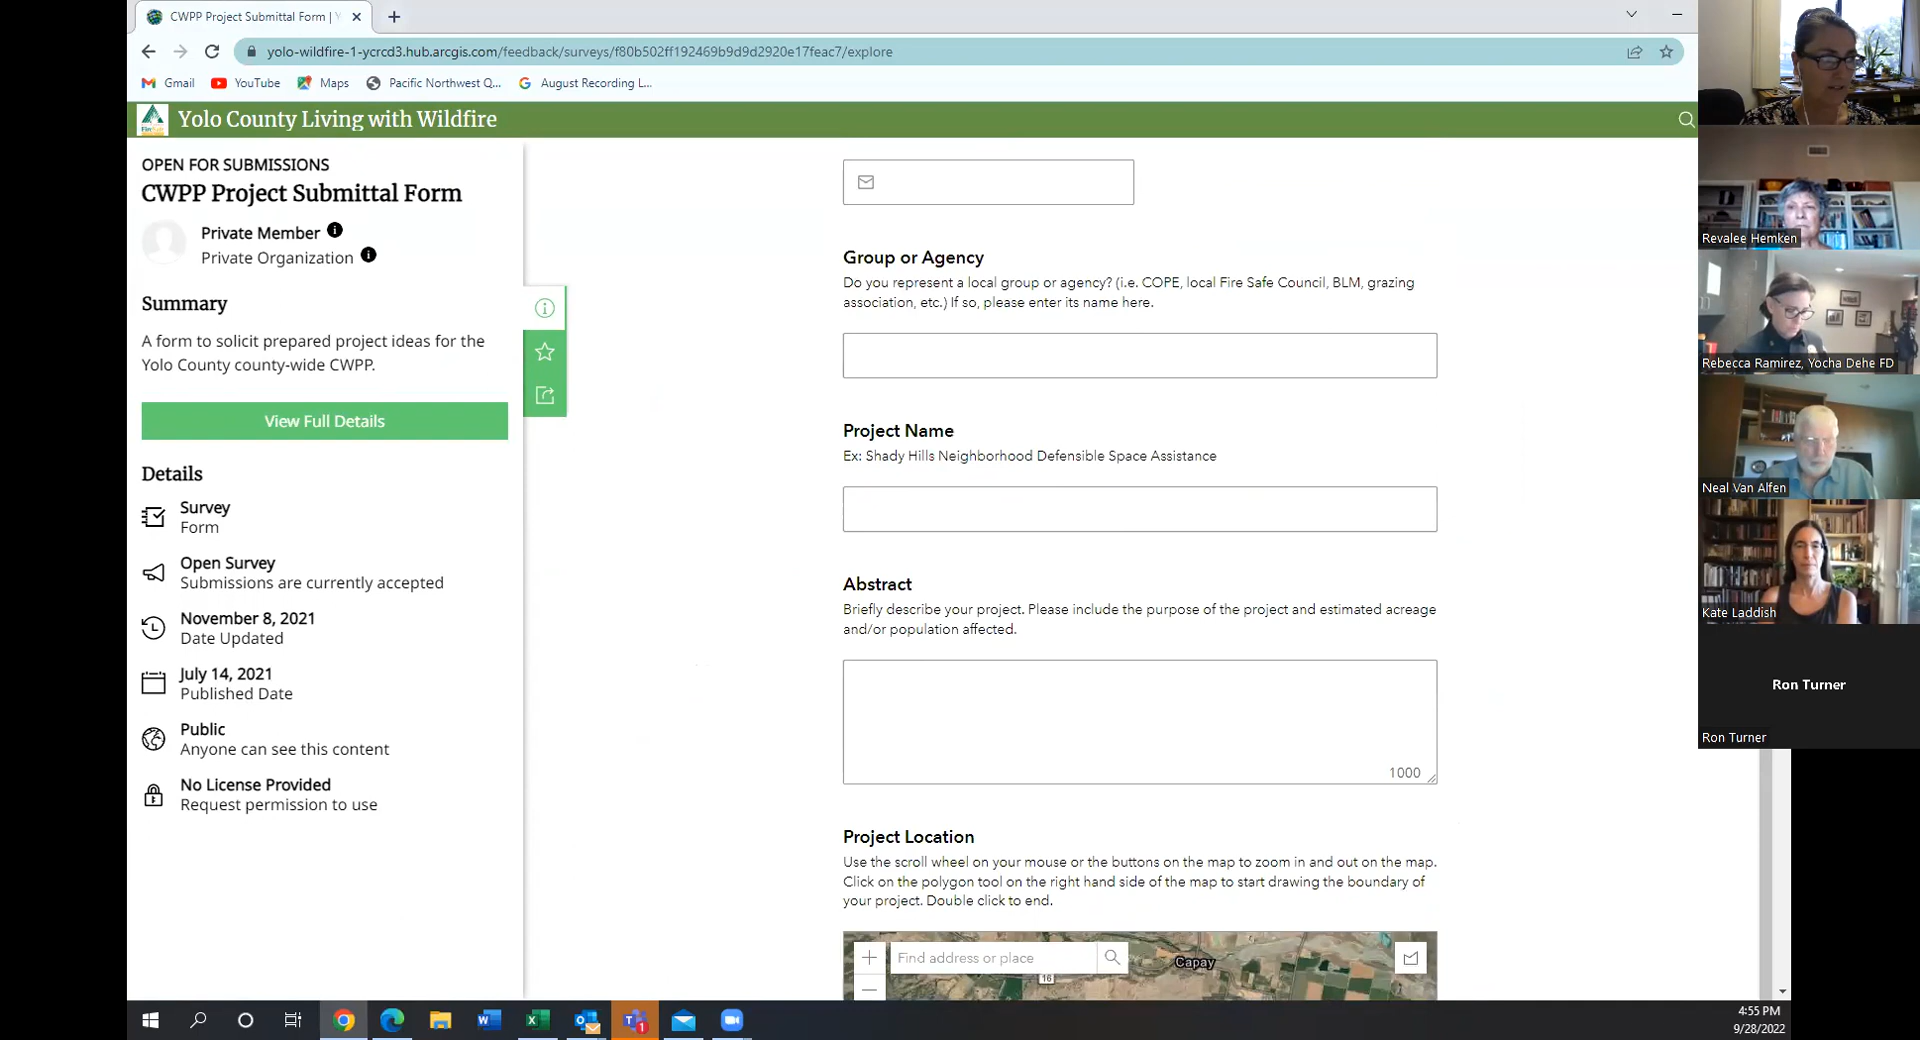 CWPP Project Submittal Form | Y
yolo-wildfire-1-ycrcd3.hub.arcgis.com/feedback/surveys/f80b502ff192469b9d9d2920e17feac7/explore
Gmail
YouTube
Maps
Pacific Northwest Q...
August Recording L...
Yolo County Living with Wildfire
OPEN FOR SUBMISSIONS
CWPP Project Submittal Form
Private Member
Private Organization
Summary
A form to solicit prepared project ideas for the
Yolo County county-wide CWPP.
View Full Details
Details
Survey
Form
Open Survey
Submissions are currently accepted
November 8, 2021
Date Updated
July 14, 2021
Published Date
Public
Anyone can see this content
No License Provided
Request permission to use
Group or Agency
Do you represent a local group or agency? (i.e. COPE, local Fire Safe Council, BLM, grazing
association, etc.) If so, please enter its name here.
Project Name
Ex: Shady Hills Neighborhood Defensible Space Assistance
Abstract
Briefly describe your project. Please include the purpose of the project and estimated acreage
and/or population affected.
1000
Project Location
Use the scroll wheel on your mouse or the buttons on the map to zoom in and out on the map.
Click on the polygon tool on the right hand side of the map to start drawing the boundary of
your project. Double click to end.
Find address or place
Capay
16
Revalee Hemken
Rebecca Ramirez, Yocha Dehe FD
Neal Van Alfen
Kate Laddish
Ron Turner
Ron Turner
1
4:55 PM
9/28/2022